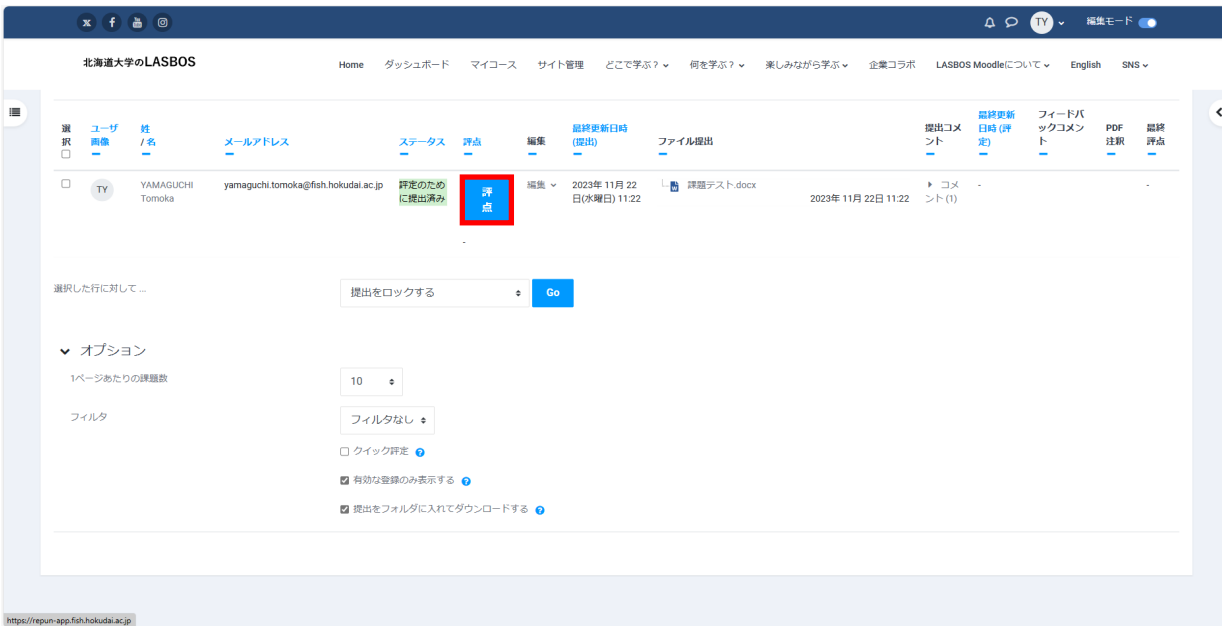 TY
編集モード
北海道大学のLASBOS
Home ダッシュボード マイコース サイト管理 どこで学ぶ？ 何を学ぶ？ 楽しみながら学ぶ 企業コラボ LASBOS Moodleについて English SNS
選択
ユーザ画像
姓 / 名
メールアドレス
ステータス
評点
編集
最終更新日時 (提出)
ファイル提出
提出コメント
最終更新日時 (評定)
フィードバックコメント
PDF注釈
最終評点
TY
YAMAGUCHI
Tomoka
yamaguchi.tomoka@fish.hokudai.ac.jp
評定のため
に提出済み
評
点
-
編集
2023年 11月 22
日(水曜日) 11:22
課題テスト.docx
2023年 11月 22日 11:22
コメ
ント (1)
-
-
選択した行に対して ...
提出をロックする
Go
オプション
1ページあたりの課題数
10
フィルタ
フィルタなし
クイック評定
有効な登録のみ表示する
提出をフォルダに入れてダウンロードする
https://repun-app.fish.hokudai.ac.jp